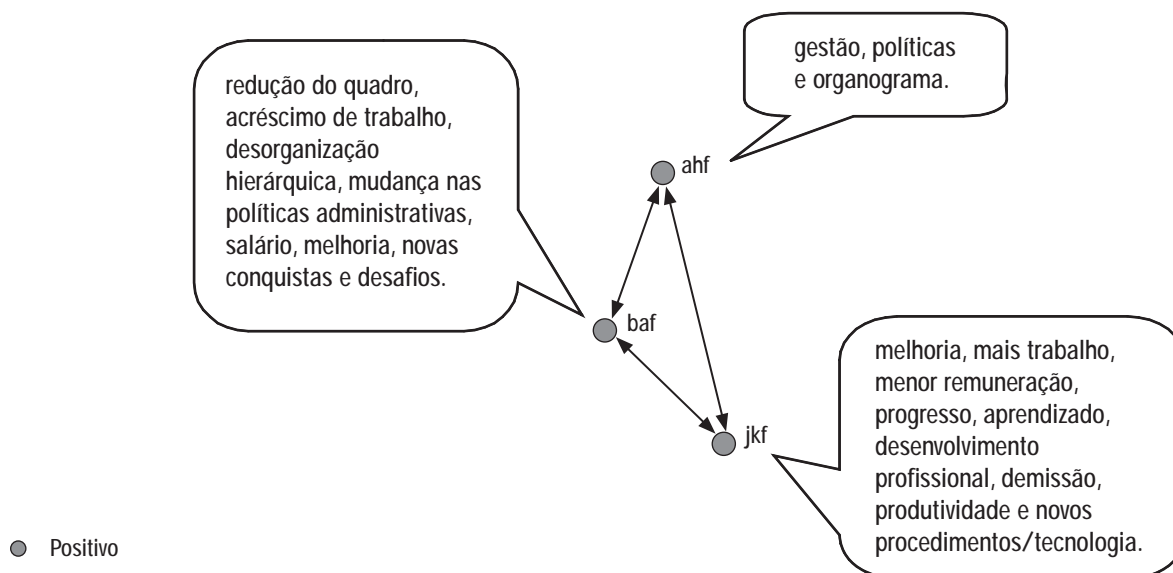 gestão, políticas
e organograma.
redução do quadro,
acréscimo de trabalho,
desorganização
hierárquica, mudança nas
políticas administrativas,
salário, melhoria, novas
conquistas e desafios.
ahf
baf
melhoria, mais trabalho,
menor remuneração,
progresso, aprendizado,
desenvolvimento
profissional, demissão,
produtividade e novos
procedimentos/tecnologia.
jkf
Positivo